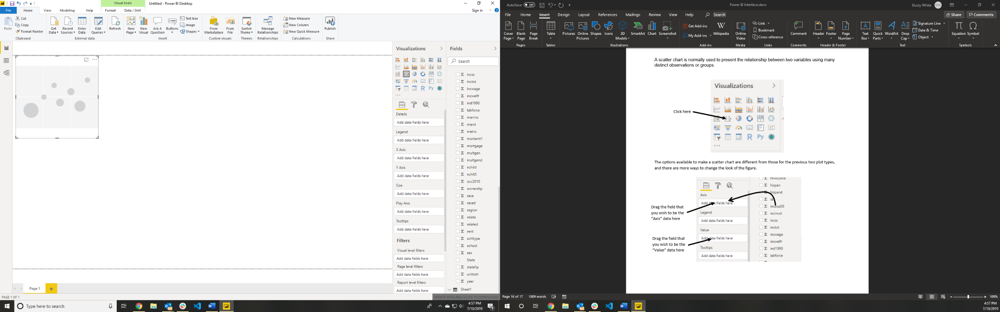 Visual tools
Untitled - Power BI Desktop
File Home View Modeling Help Format Data / Drill Sign in
Paste
Cut
Copy
Format Painter
Clipboard
Get Data
Recent Sources
Enter Data
Edit Queries
External data
Refresh
New Page
New Visual
Ask A Question
Buttons
Text box
Image
Shapes
Insert
From Marketplace
From File
Custom visuals
Switch Theme
Themes
Manage Relationships
Relationships
New Measure
New Column
New Quick Measure
Calculations
Publish
Share
Visualizations
R Py
Details
Add data fields here
Legend
Add data fields here
X Axis
Add data fields here
Y Axis
Add data fields here
Size
Add data fields here
Play Axis
Add data fields here
Tooltips
Add data fields here
Filters
Visual level filters
Add data fields here
Page level filters
Add data fields here
Report level filters
Add data fields here
Fields
Search
Σ incss
Σ inctot
Σ incwage
Σ incwelfr
Σ ind1990
Σ labforce
Σ marrno
Σ marst
Σ metro
Σ mortamt1
Σ mortgage
Σ multgen
Σ multgend
Σ nchild
Σ nchlt5
Σ occ2010
Σ ownershp
Σ race
Σ raced
Σ region
Σ relate
Σ related
Σ rent
Σ schltype
Σ school
Σ sex
State
Σ statefip
Σ unitsstr
Σ year
Sheet1
Page 1
PAGE 1 OF 1
UPDATE AVAILABLE (CLICK TO DOWNLOAD)
Type here to search
4:57 PM
7/10/2019
AutoSave Off
Power BI Interface.docx
Dusty White DW
File Home Insert Design Layout References Mailings Review View Help Search
Share Comments
Cover Page
Blank Page
Page Break
Pages
Table
Tables
Pictures
Online Pictures
Shapes
Icons
3D Models
SmartArt
Chart
Screenshot
Illustrations
Get Add-ins
My Add-ins
Wikipedia
Add-ins
Online Video
Media
Link
Bookmark
Cross-reference
Links
Comment
Comments
Header
Footer
Page Number
Header & Footer
Text Box
Quick Parts
WordArt
Drop Cap
Signature Line
Date & Time
Object
Text
Equation
Symbol
Symbols
A scatter chart is normally used to present the relationship between two variables using many
distinct observations or groups.
Visualizations
R Py
Click here
The options available to make a scatter chart are different from those for the previous two plot types,
and there are more ways to change the look of the figure.
Axis
Add data fields here
Legend
Add data fields here
Value
Add data fields here
Tooltips
Add data fields here
Σ hhincome
Σ hispan
Σ hispand
Σ id
Σ incbus00
Σ incinvst
Σ incss
Σ inctot
Σ incwage
Σ incwelfr
Σ ind1990
Σ labforce
Drag the field that
you wish to be the
“Axis” data here
Drag the field that
you wish to be the
“Value” data here
Page 16 of 17 1809 words
100%
4:57 PM
7/10/2019